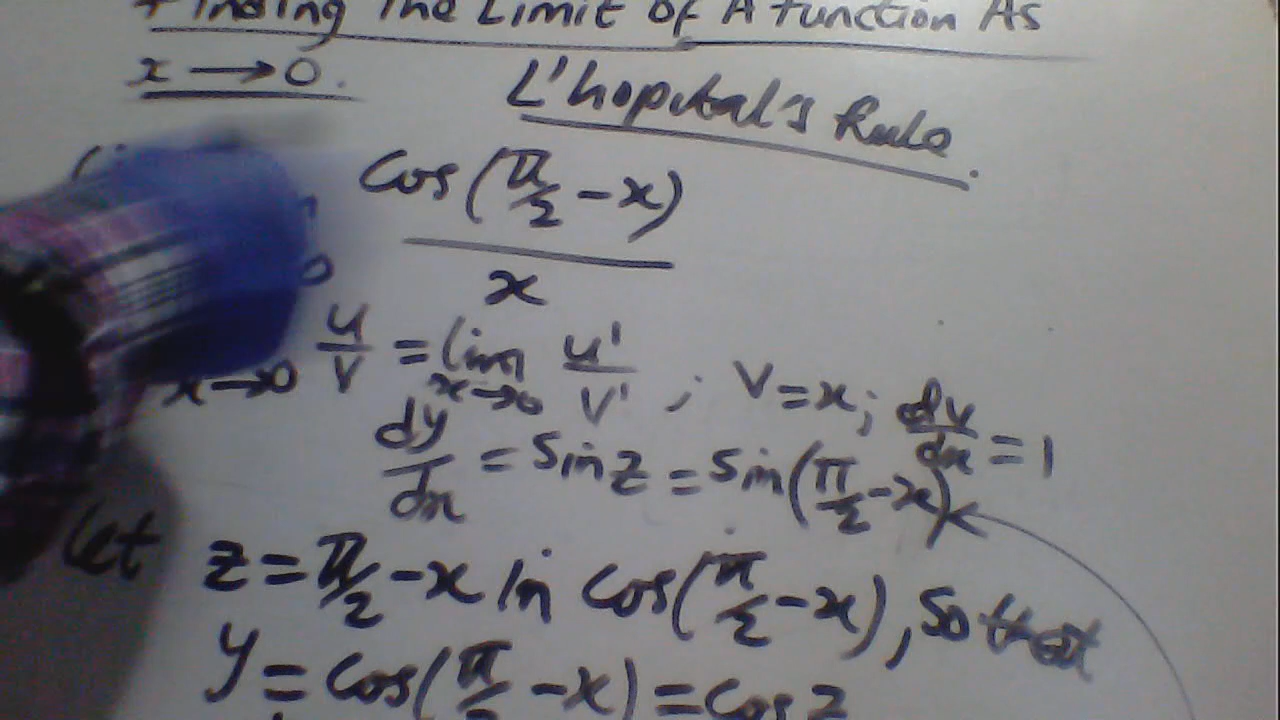 Finding The Limit Of A function As
x → 0.
L'hopital's Rule.
cos(π/2 - x)
x
x→0 u/v = lim x→0 u'/v' ; v = x; dv/dx = 1
dy/dx = sin z = sin(π/2 - x)
let z = π/2 - x in cos(π/2 - x), so that
y = cos(π/2 - x) = cos z